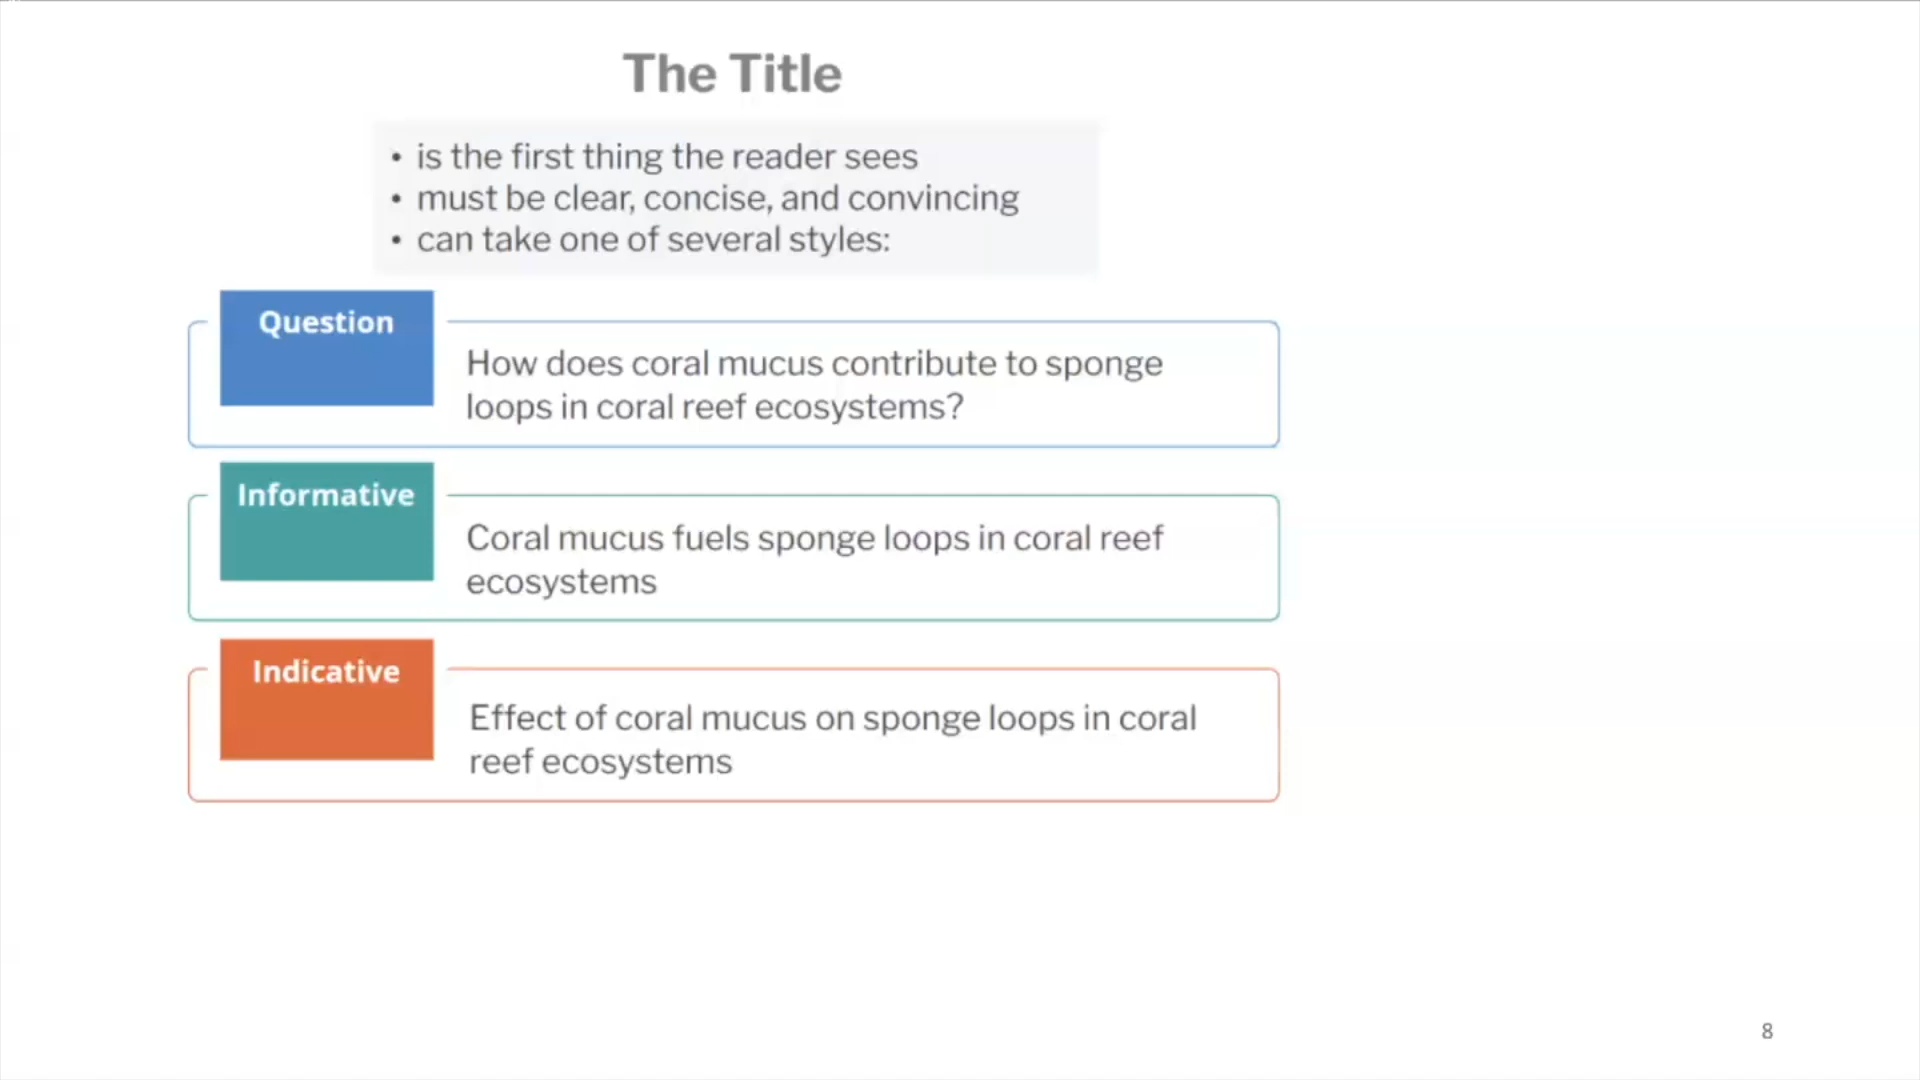 The Title
• is the first thing the reader sees
• must be clear, concise, and convincing
• can take one of several styles:
Question
How does coral mucus contribute to sponge
loops in coral reef ecosystems?
Informative
Coral mucus fuels sponge loops in coral reef
ecosystems
Indicative
Effect of coral mucus on sponge loops in coral
reef ecosystems
8